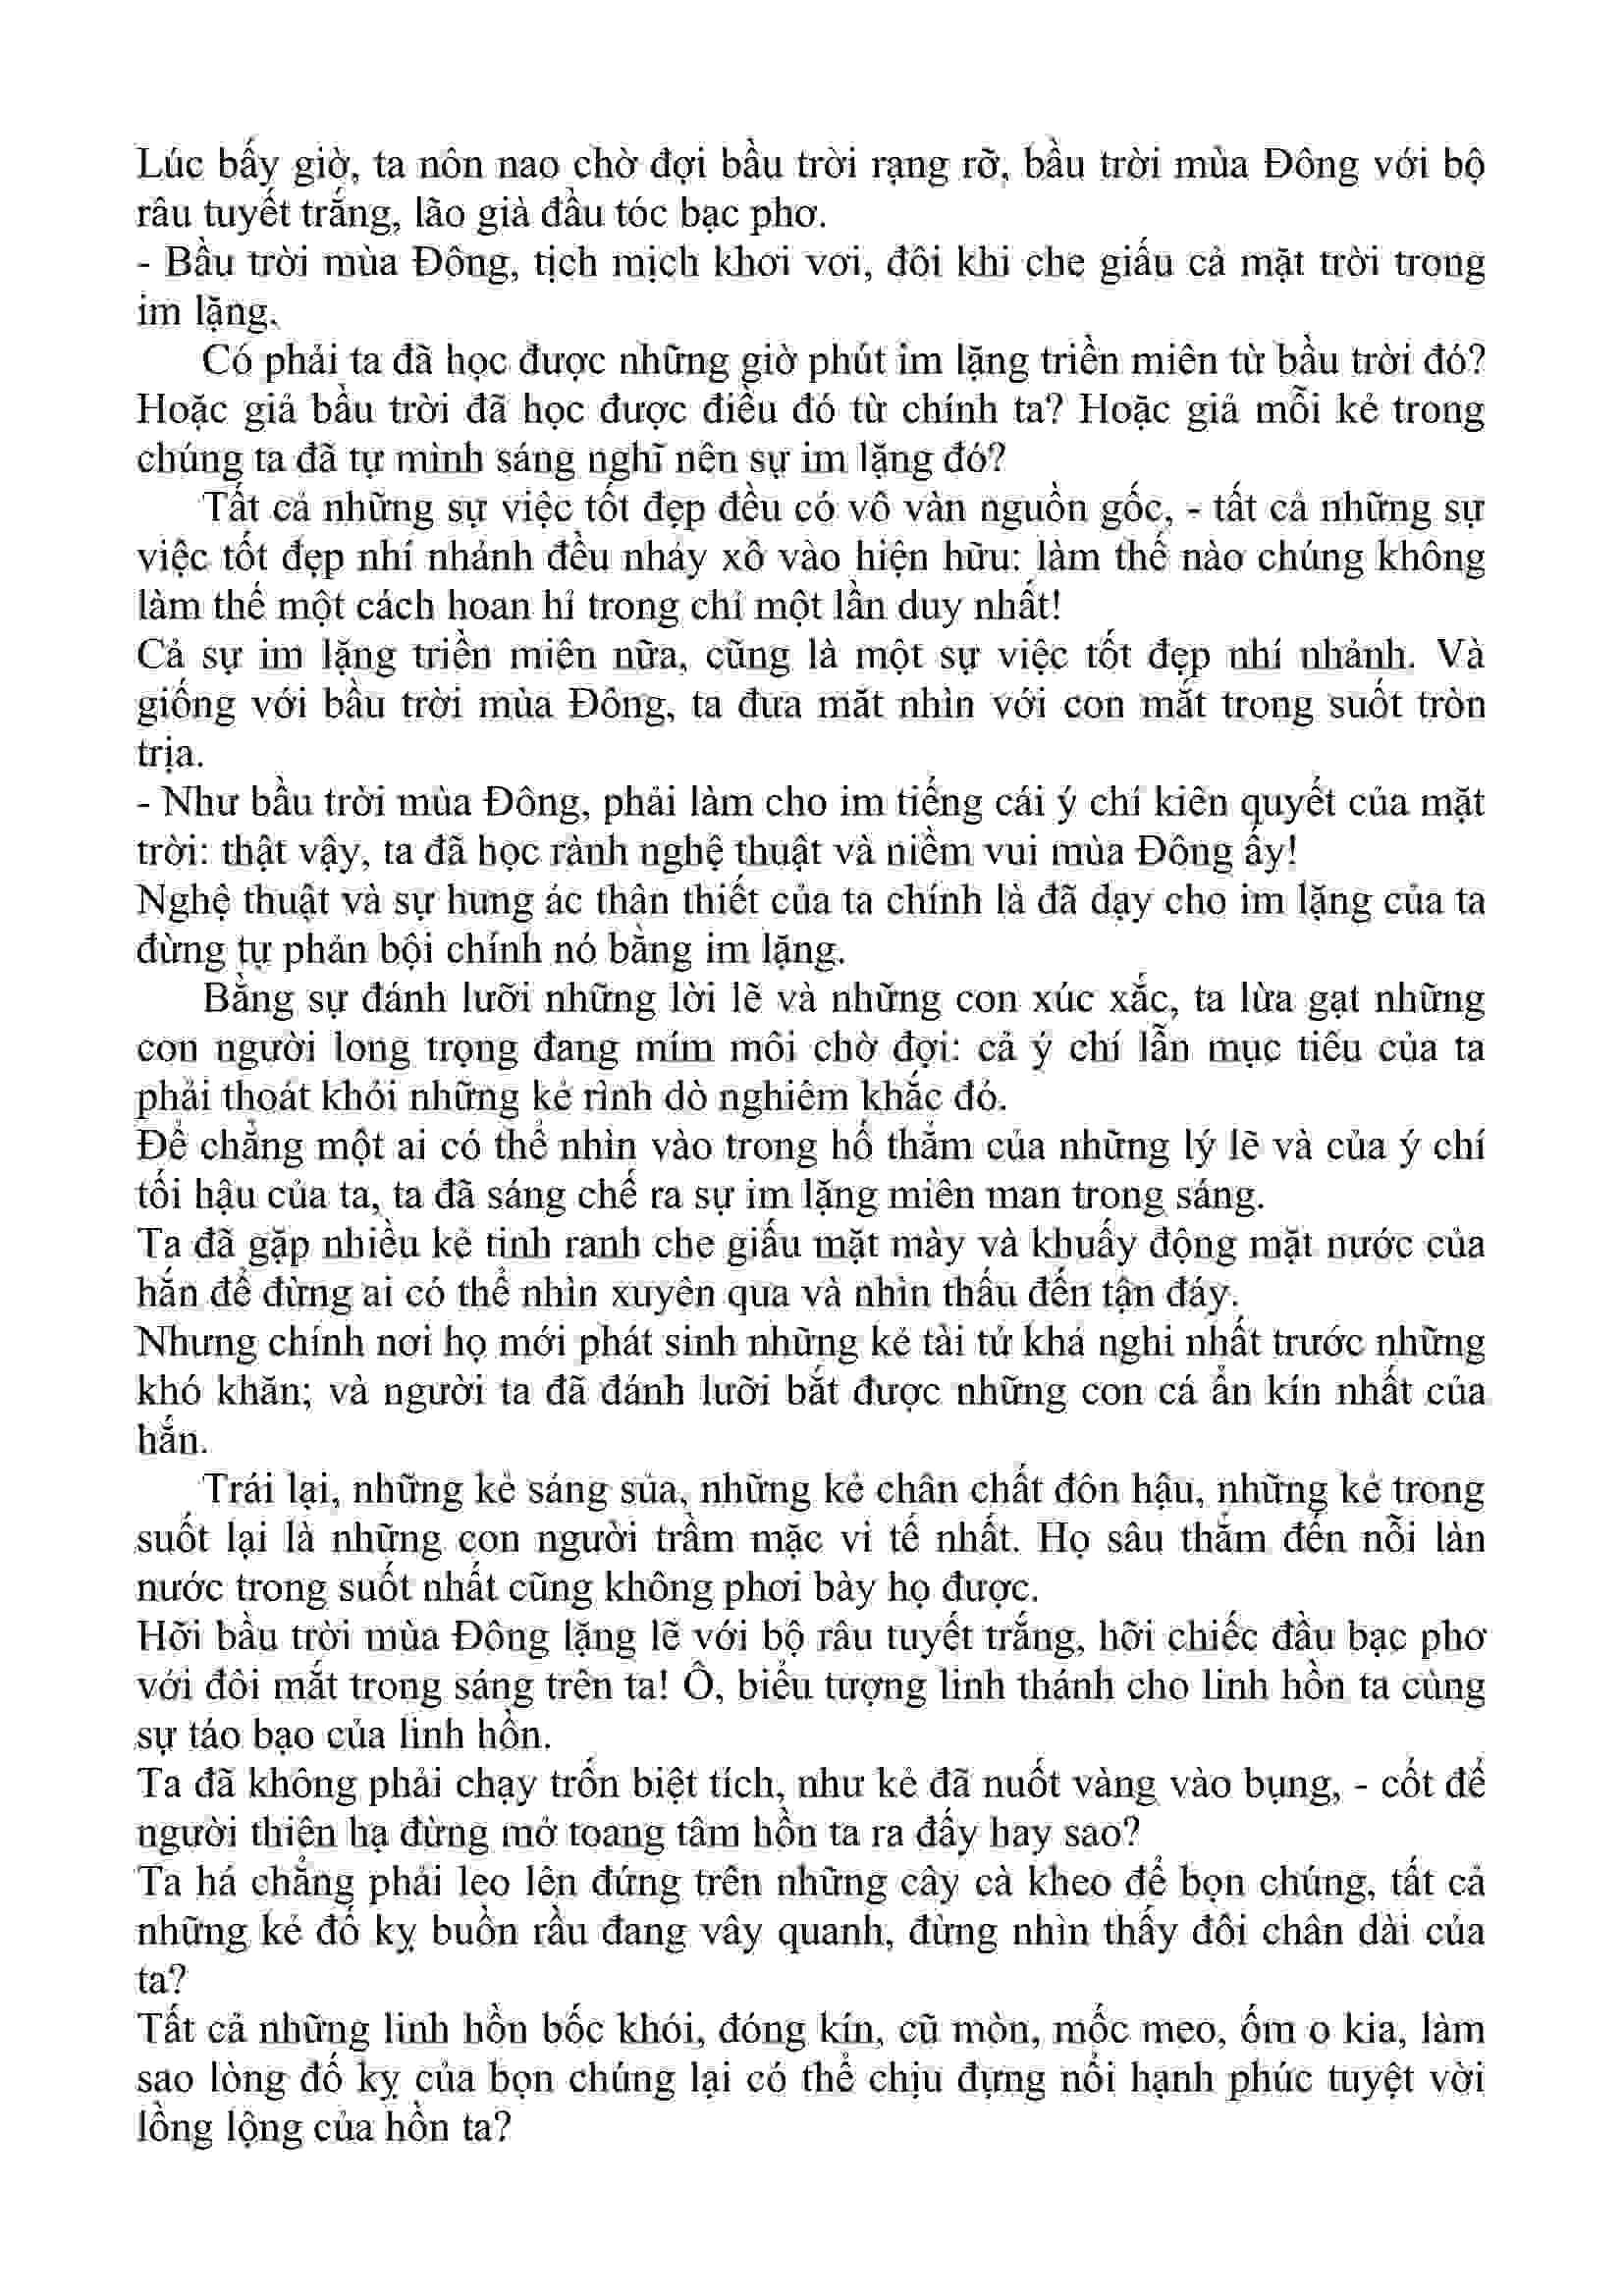 Lúc bấy giờ, ta nôn nao chờ đợi bầu trời rạng rỡ, bầu trời mùa Đông với bộ
râu tuyết trắng, lão già đầu tóc bạc phơ.
- Bầu trời mùa Đông, tịch mịch khơi vơi, đôi khi che giấu cả mặt trời trong
im lặng.
Có phải ta đã học được những giờ phút im lặng triền miên từ bầu trời đó?
Hoặc giả bầu trời đã học được điều đó từ chính ta? Hoặc giả mỗi kẻ trong
chúng ta đã tự mình sáng nghĩ nên sự im lặng đó?
Tất cả những sự việc tốt đẹp đều có vô vàn nguồn gốc, - tất cả những sự
việc tốt đẹp nhí nhảnh đều nhảy xô vào hiện hữu: làm thế nào chúng không
làm thế một cách hoan hỉ trong chỉ một lần duy nhất!
Cả sự im lặng triền miên nữa, cũng là một sự việc tốt đẹp nhí nhảnh. Và
giống với bầu trời mùa Đông, ta đưa mắt nhìn với con mắt trong suốt tròn
trịa.
- Như bầu trời mùa Đông, phải làm cho im tiếng cái ý chí kiên quyết của mặt
trời: thật vậy, ta đã học rành nghệ thuật và niềm vui mùa Đông ấy!
Nghệ thuật và sự hung ác thân thiết của ta chính là đã dạy cho im lặng của ta
đừng tự phản bội chính nó bằng im lặng.
Bằng sự đánh lưỡi những lời lẽ và những con xúc xắc, ta lừa gạt những
con người long trọng đang mím môi chờ đợi: cả ý chí lẫn mục tiêu của ta
phải thoát khỏi những kẻ rình dò nghiêm khắc đó.
Để chẳng một ai có thể nhìn vào trong hố thẳm của những lý lẽ và của ý chí
tối hậu của ta, ta đã sáng chế ra sự im lặng miên man trong sáng.
Ta đã gặp nhiều kẻ tinh ranh che giấu mặt mày và khuấy động mặt nước của
hắn để đừng ai có thể nhìn xuyên qua và nhìn thấu đến tận đáy.
Nhưng chính nơi họ mới phát sinh những kẻ tài tử khả nghi nhất trước những
khó khăn; và người ta đã đánh lưỡi bắt được những con cá ẩn kín nhất của
hắn.
Trái lại, những kẻ sáng sủa, những kẻ chân chất đôn hậu, những kẻ trong
suốt lại là những con người trầm mặc vi tế nhất. Họ sâu thẳm đến nỗi làn
nước trong suốt nhất cũng không phơi bày họ được.
Hỡi bầu trời mùa Đông lặng lẽ với bộ râu tuyết trắng, hỡi chiếc đầu bạc phơ
với đôi mắt trong sáng trên ta! Ô, biểu tượng linh thánh cho linh hồn ta cùng
sự táo bạo của linh hồn.
Ta đã không phải chạy trốn biệt tích, như kẻ đã nuốt vàng vào bụng, - cốt để
người thiên hạ đừng mở toang tâm hồn ta ra đấy hay sao?
Ta há chẳng phải leo lên đứng trên những cây cà kheo để bọn chúng, tất cả
những kẻ đố kỵ buồn rầu đang vây quanh, đừng nhìn thấy đôi chân dài của
ta?
Tất cả những linh hồn bốc khói, đóng kín, cũ mòn, mốc meo, ốm o kia, làm
sao lòng đố kỵ của bọn chúng lại có thể chịu đựng nổi hạnh phúc tuyệt vời
lồng lộng của hồn ta?